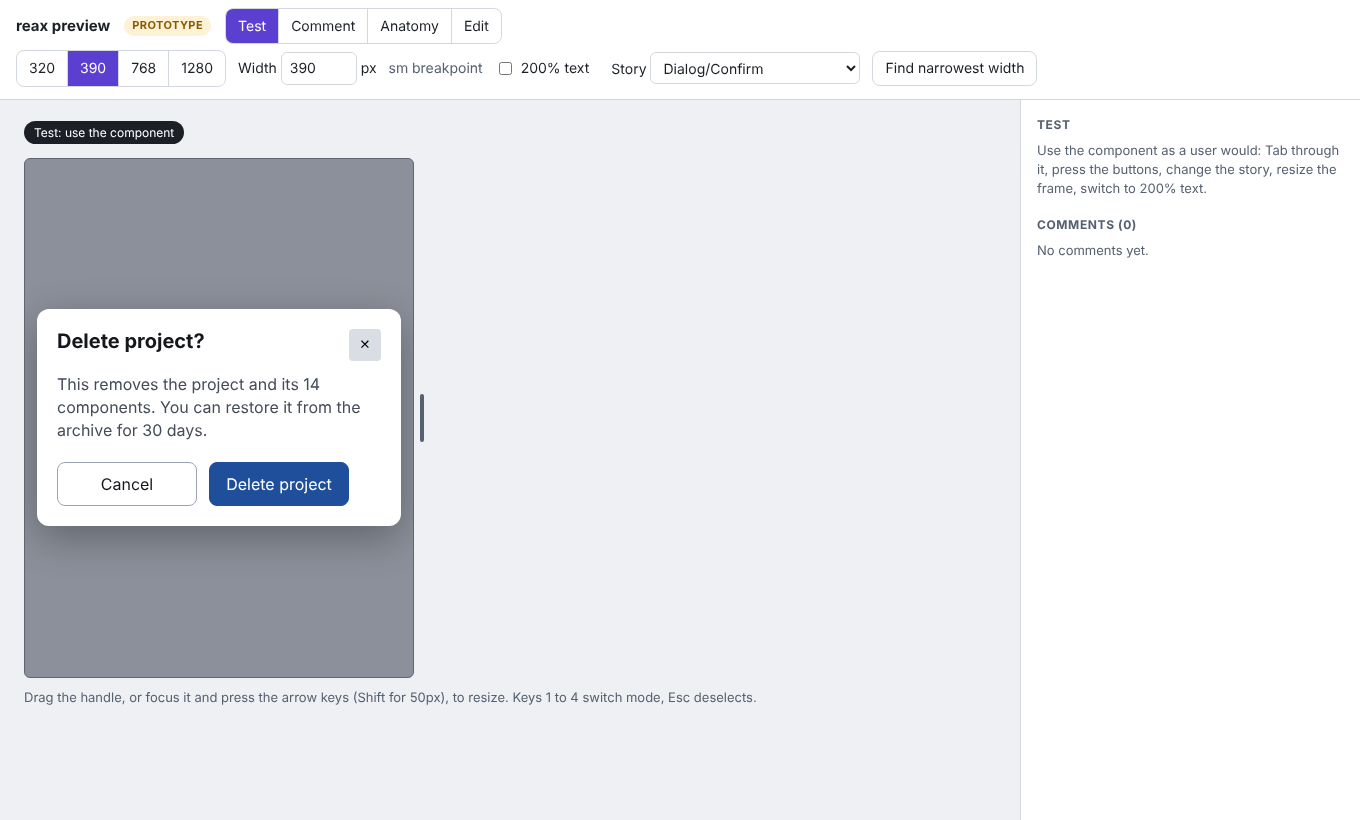 reax preview PROTOTYPE Test Comment Anatomy Edit
320 390 768 1280 Width 390 px sm breakpoint 200% text Story Dialog/Confirm Find narrowest width
Test: use the component
Delete project?
×
This removes the project and its 14
components. You can restore it from the
archive for 30 days.
Cancel Delete project
Drag the handle, or focus it and press the arrow keys (Shift for 50px), to resize. Keys 1 to 4 switch mode, Esc deselects.
TEST
Use the component as a user would: Tab through
it, press the buttons, change the story, resize the
frame, switch to 200% text.
COMMENTS (0)
No comments yet.